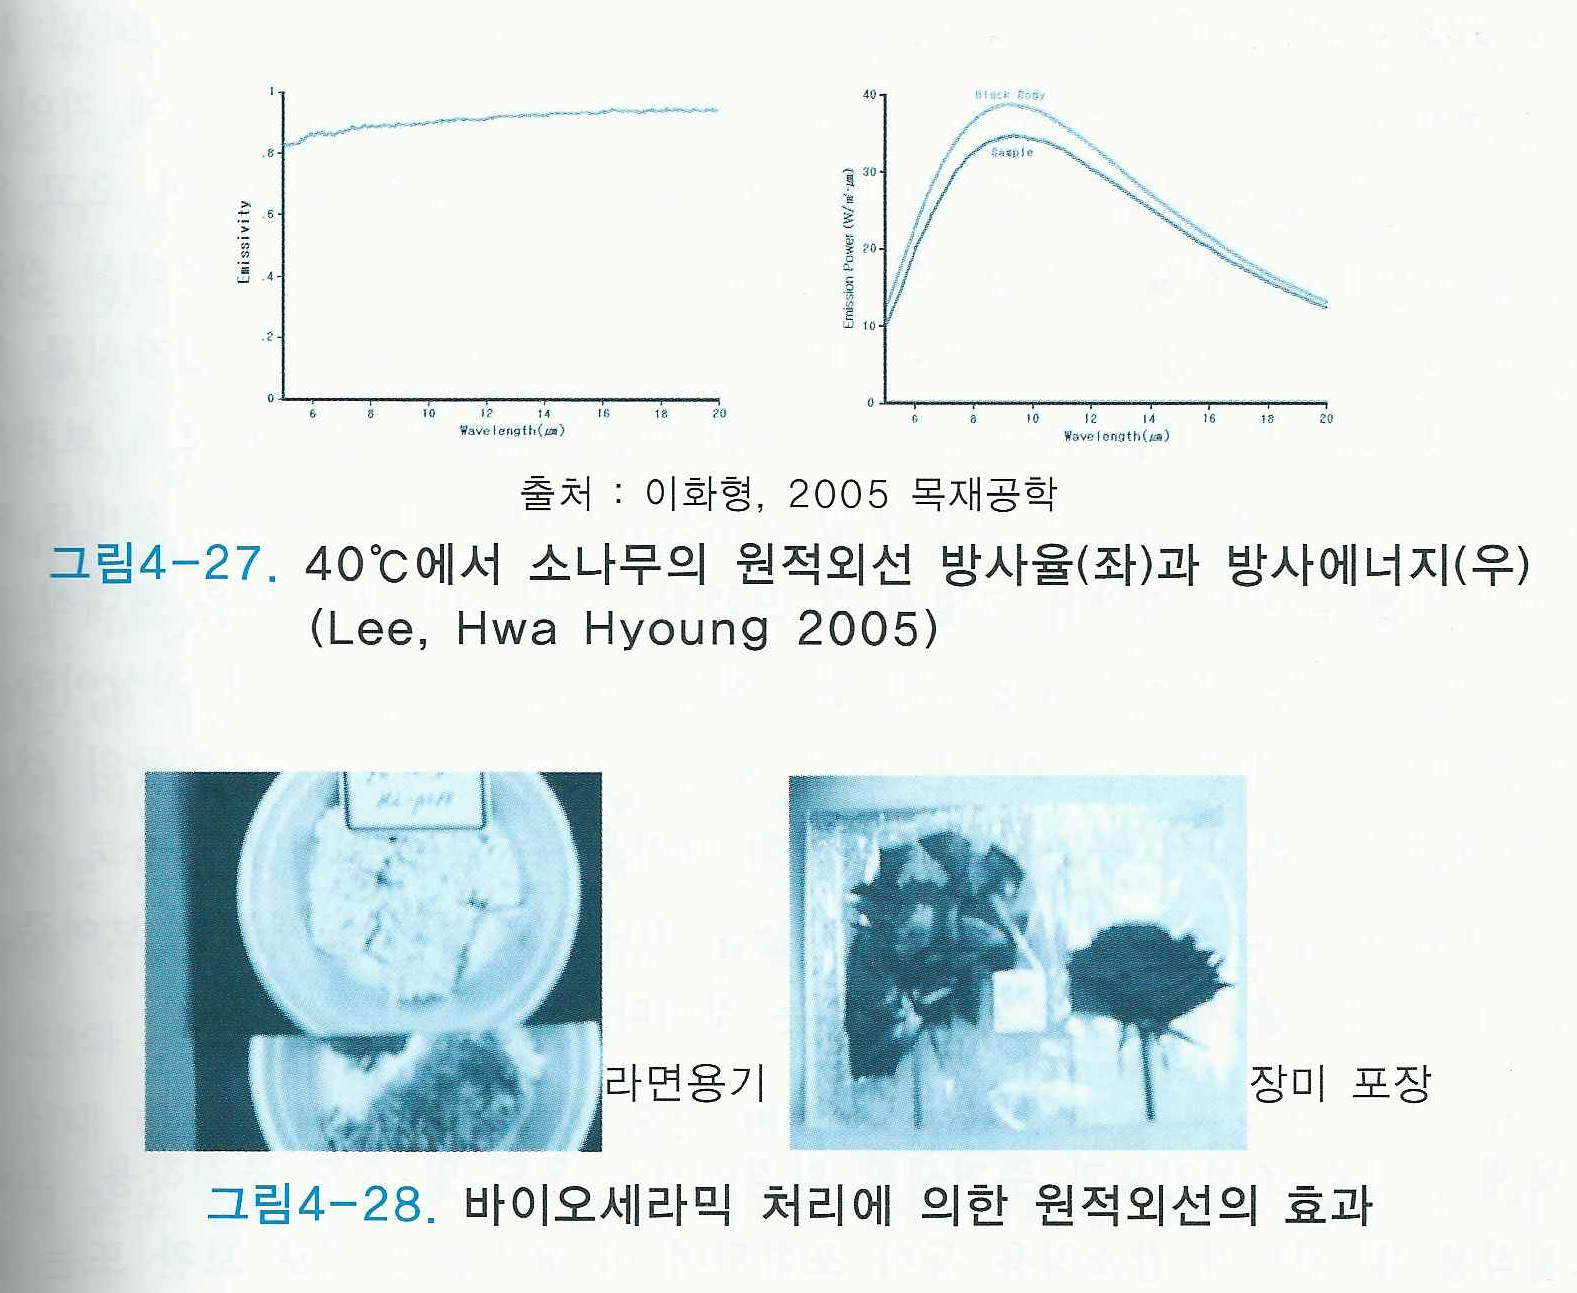 1
.8
.6
.4
.2
0
Emissivity
6 8 10 12 14 16 18 20
Wavelength(㎛)
40
30
20
10
0
Emission Power (W/㎡·㎛)
Black Body
Sample
6 8 10 12 14 16 18 20
Wavelength(㎛)
출처 : 이화형, 2005 목재공학
그림4-27. 40℃에서 소나무의 원적외선 방사율(좌)과 방사에너지(우)
(Lee, Hwa Hyoung 2005)
라면용기
장미 포장
그림4-28. 바이오세라믹 처리에 의한 원적외선의 효과